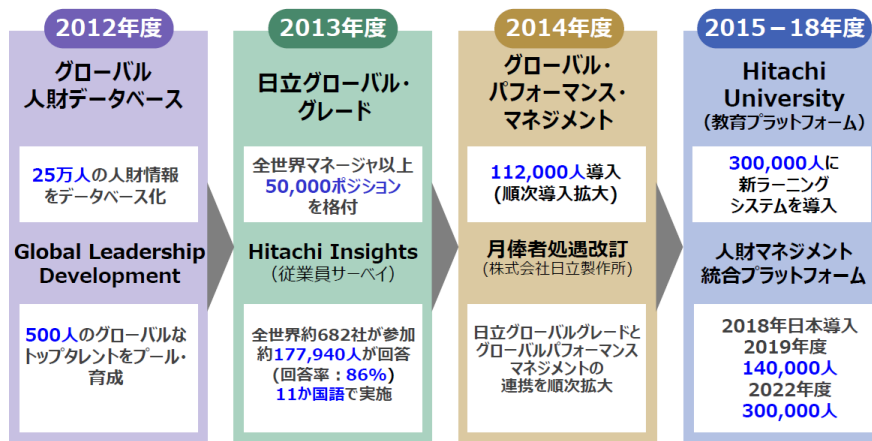 2012年度
グローバル
人財データベース
25万人の人財情報
をデータベース化
Global Leadership
Development
500人のグローバルな
トップタレントをプール・
育成
2013年度
日立グローバル・
グレード
全世界マネージャ以上
50,000ポジション
を格付
Hitachi Insights
(従業員サーベイ)
全世界約682社が参加
約177,940人が回答
(回答率:86%)
11か国語で実施
2014年度
グローバル・
パフォーマンス・
マネジメント
112,000人導入
(順次導入拡大)
月俸者処遇改訂
(株式会社日立製作所)
日立グローバルグレードと
グローバルパフォーマンス
マネジメントの
連携を順次拡大
2015－18年度
Hitachi
University
(教育プラットフォーム)
300,000人に
新ラーニング
システムを導入
人財マネジメント
統合プラットフォーム
2018年日本導入
2019年度
140,000人
2022年度
300,000人